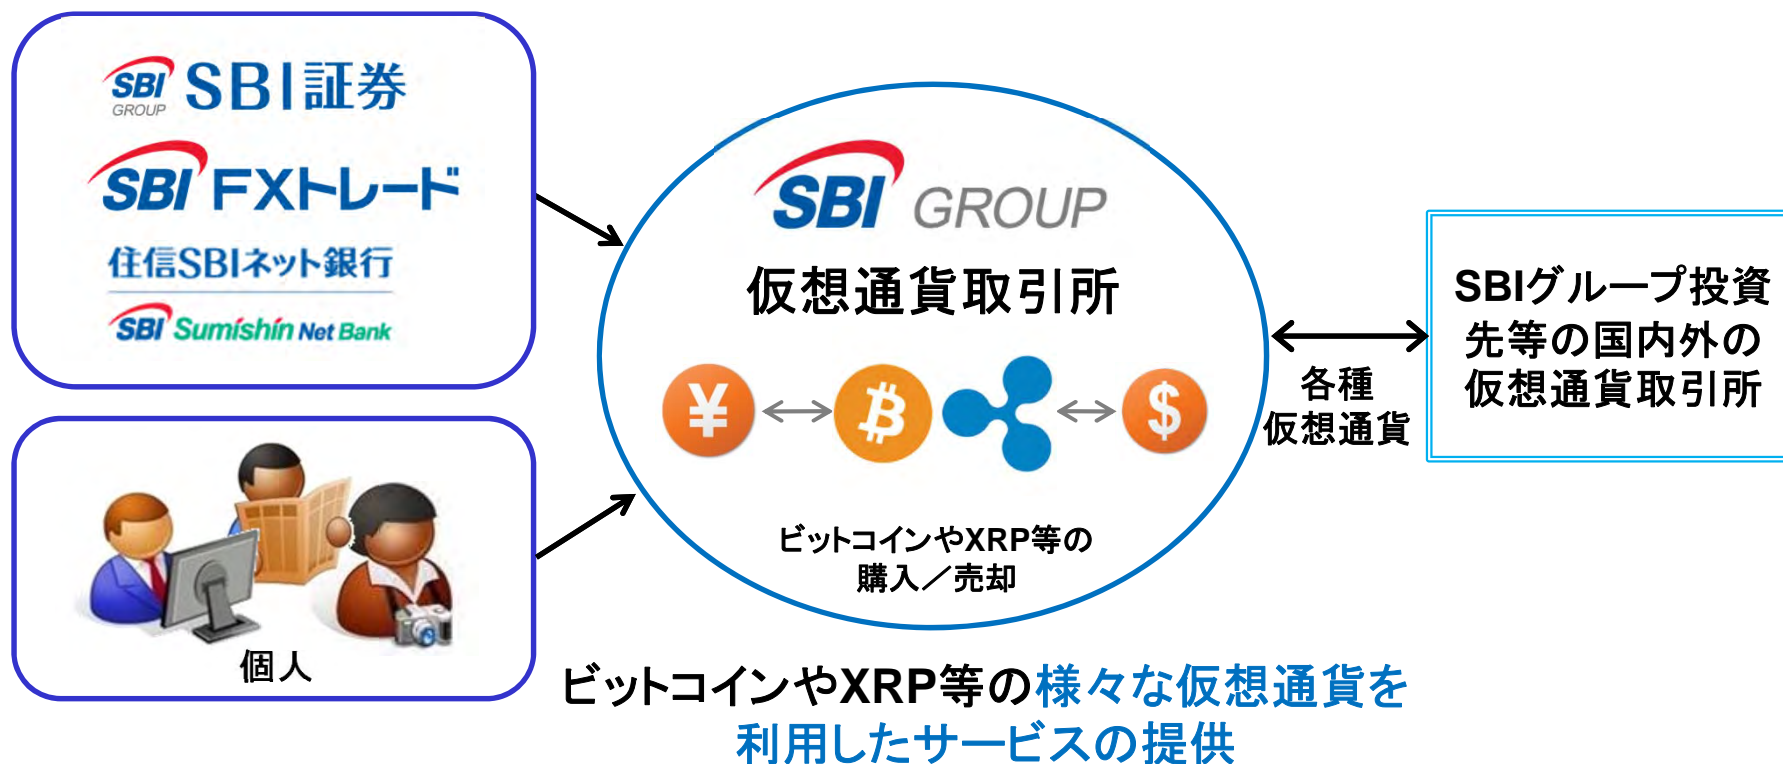 SBI GROUP SBI証券
SBI FXトレード
住信SBIネット銀行
SBI Sumishin Net Bank
個人
SBI GROUP
仮想通貨取引所
¥ ₿ $
ビットコインやXRP等の
購入／売却
各種
仮想通貨
SBIグループ投資
先等の国内外の
仮想通貨取引所
ビットコインやXRP等の様々な仮想通貨を
利用したサービスの提供